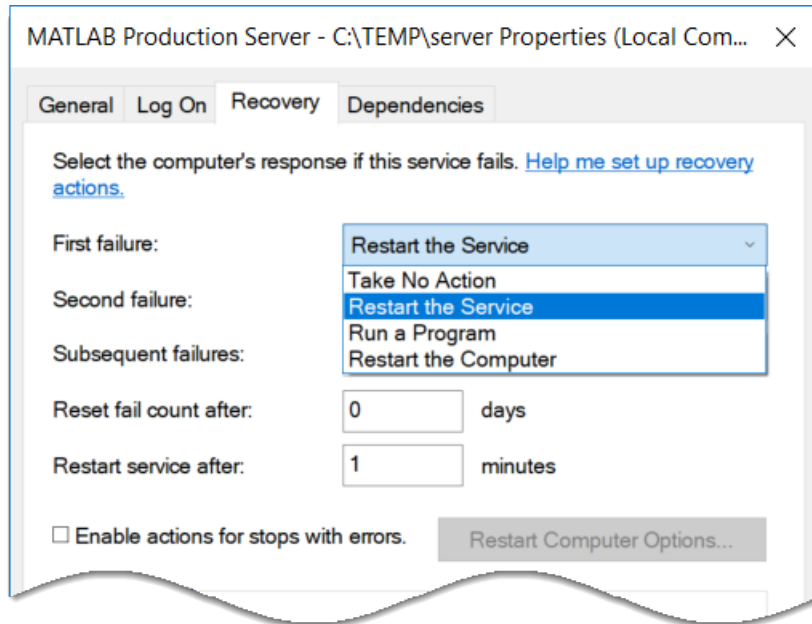 MATLAB Production Server - C:\TEMP\server Properties (Local Com...
General Log On Recovery Dependencies
Select the computer's response if this service fails. Help me set up recovery
actions.
First failure: Restart the Service
Take No Action
Second failure: Restart the Service
Run a Program
Subsequent failures: Restart the Computer
Reset fail count after: 0 days
Restart service after: 1 minutes
Enable actions for stops with errors. Restart Computer Options...